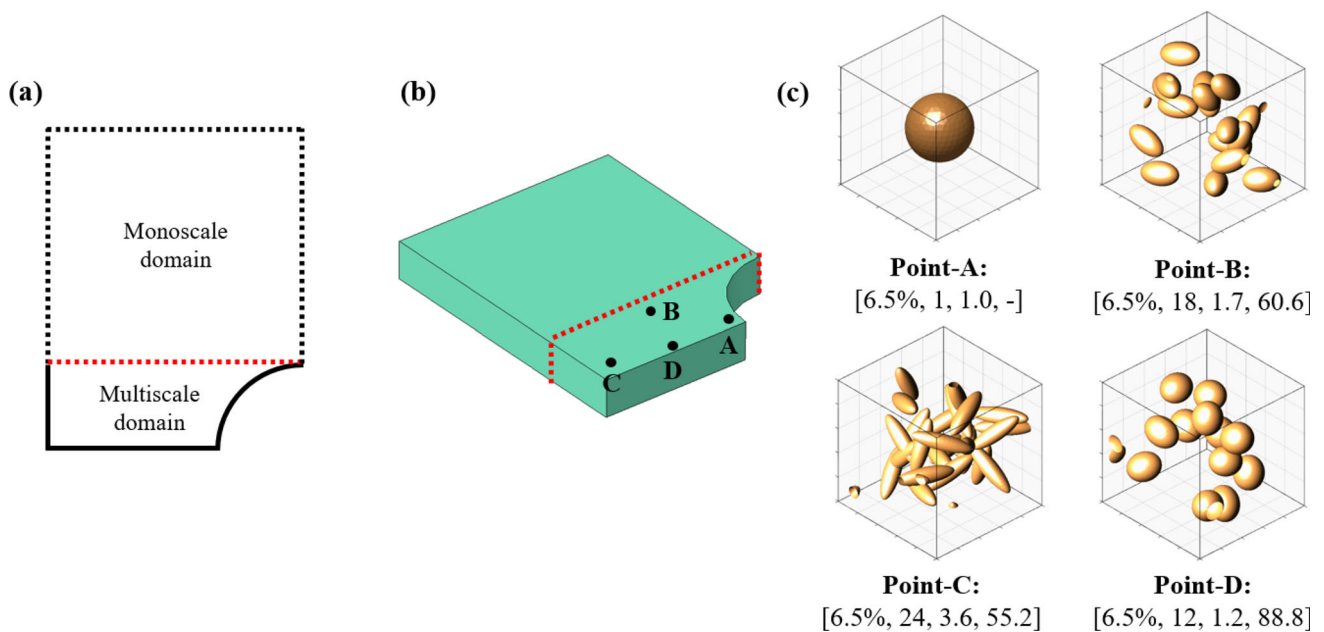 (a)
Monoscale
domain
Multiscale
domain
(b)
B
A
D
C
(c)
Point-A:
[6.5%, 1, 1.0, -]
Point-B:
[6.5%, 18, 1.7, 60.6]
Point-C:
[6.5%, 24, 3.6, 55.2]
Point-D:
[6.5%, 12, 1.2, 88.8]